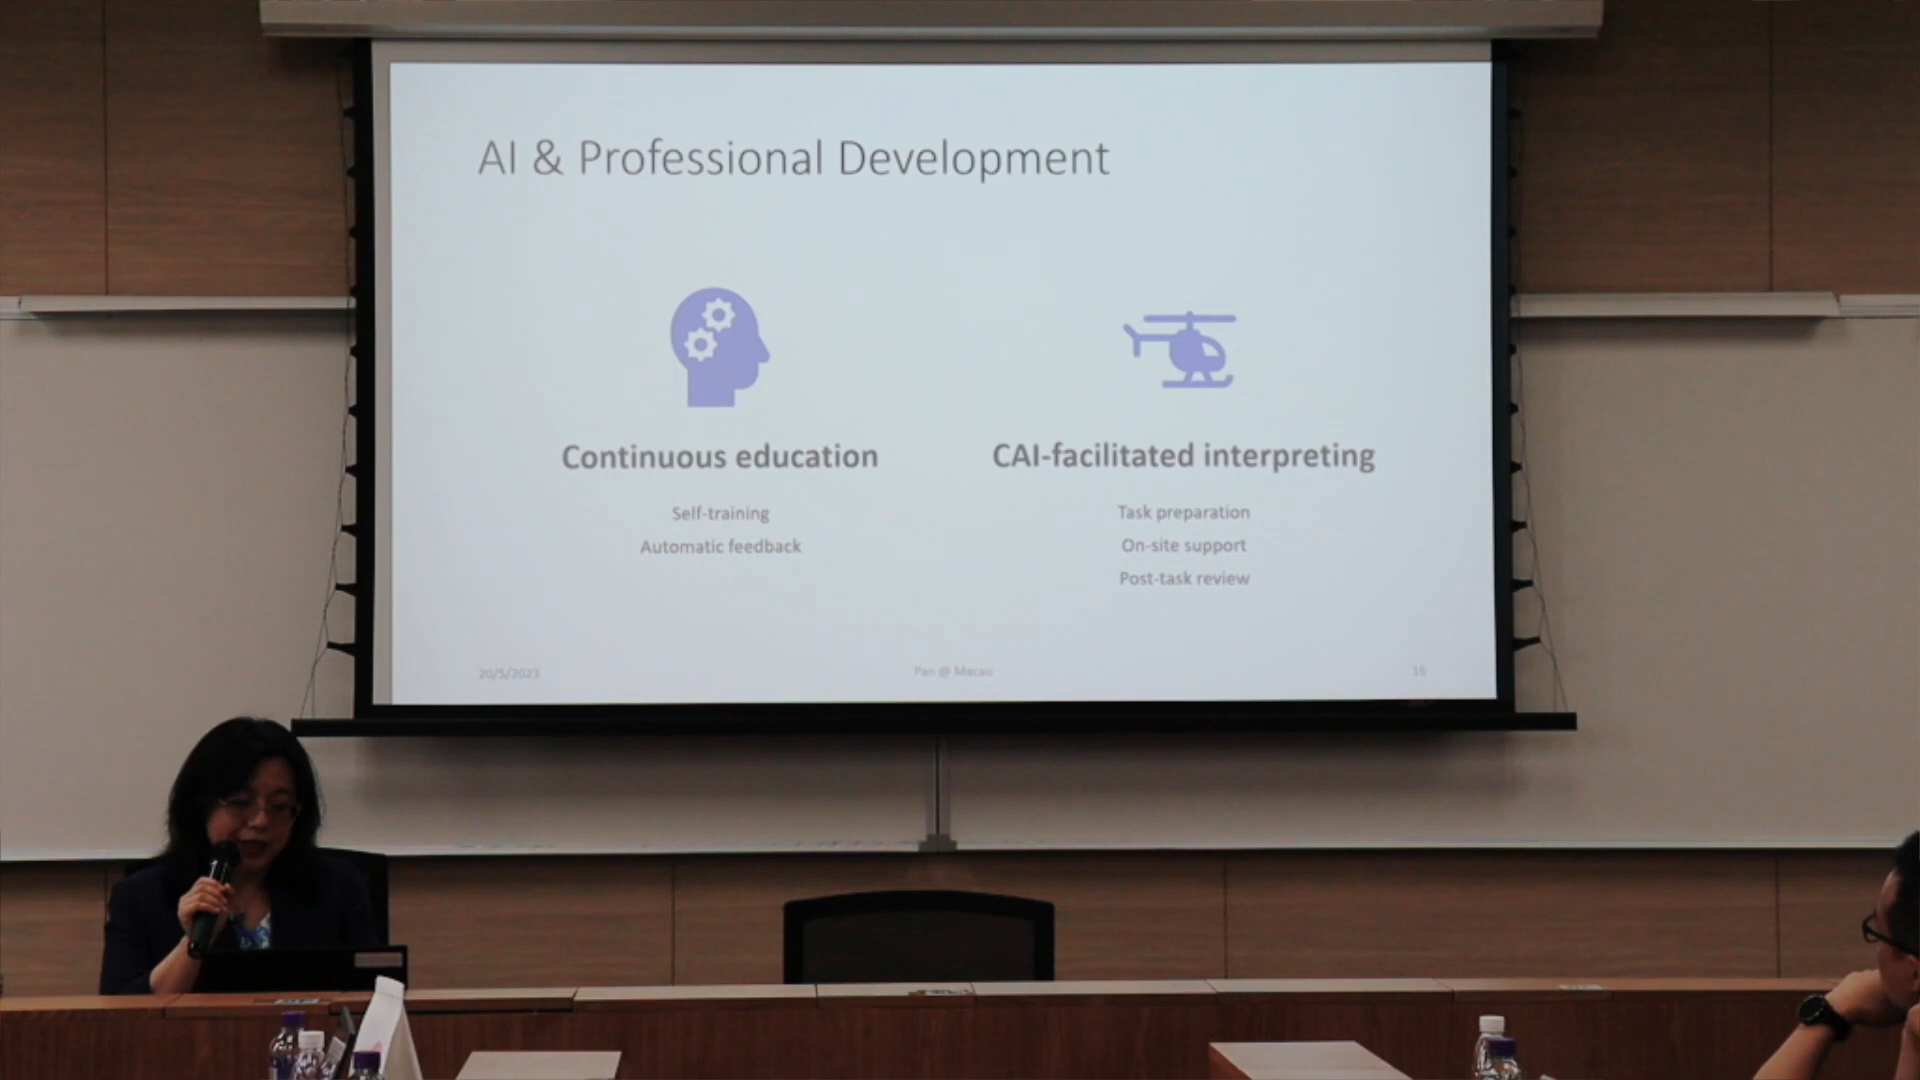 AI & Professional Development
Continuous education
Self-training
Automatic feedback
CAI-facilitated interpreting
Task preparation
On-site support
Post-task review
20/5/2023
Pan @ Macau
16